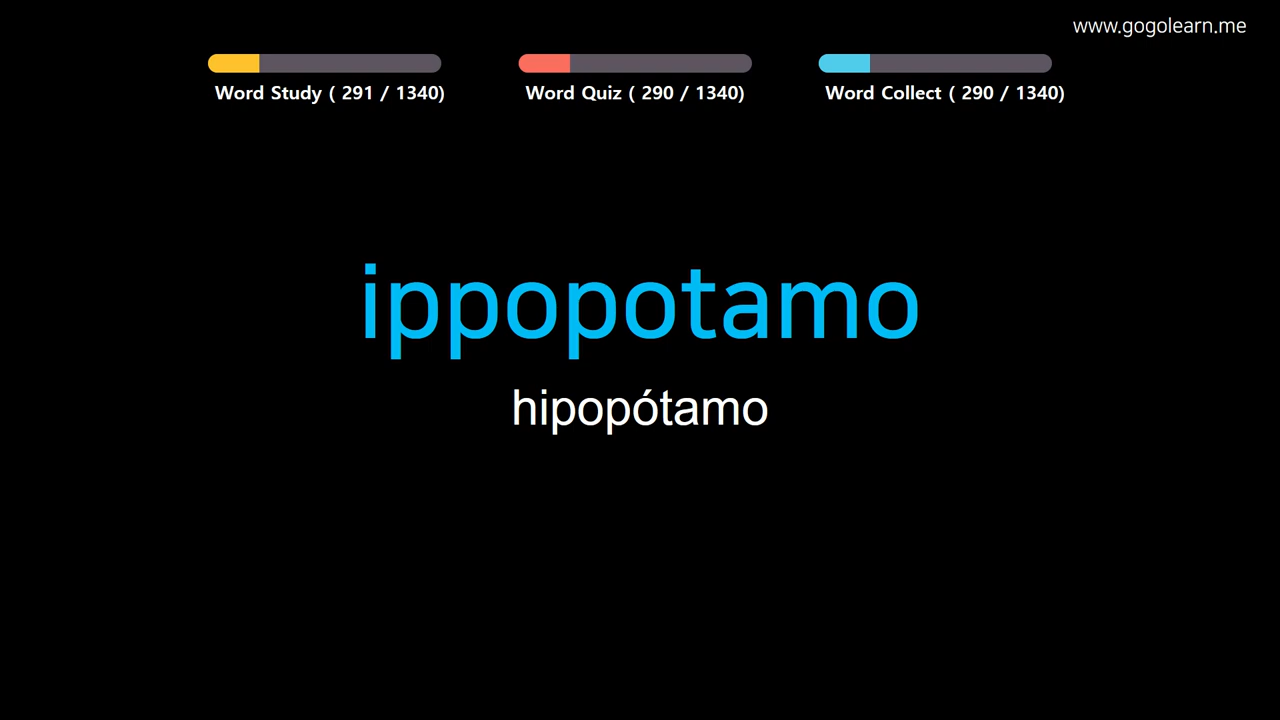 www.gogolearn.me
Word Study ( 291 / 1340)
Word Quiz ( 290 / 1340)
Word Collect ( 290 / 1340)
ippopotamo
hipopótamo